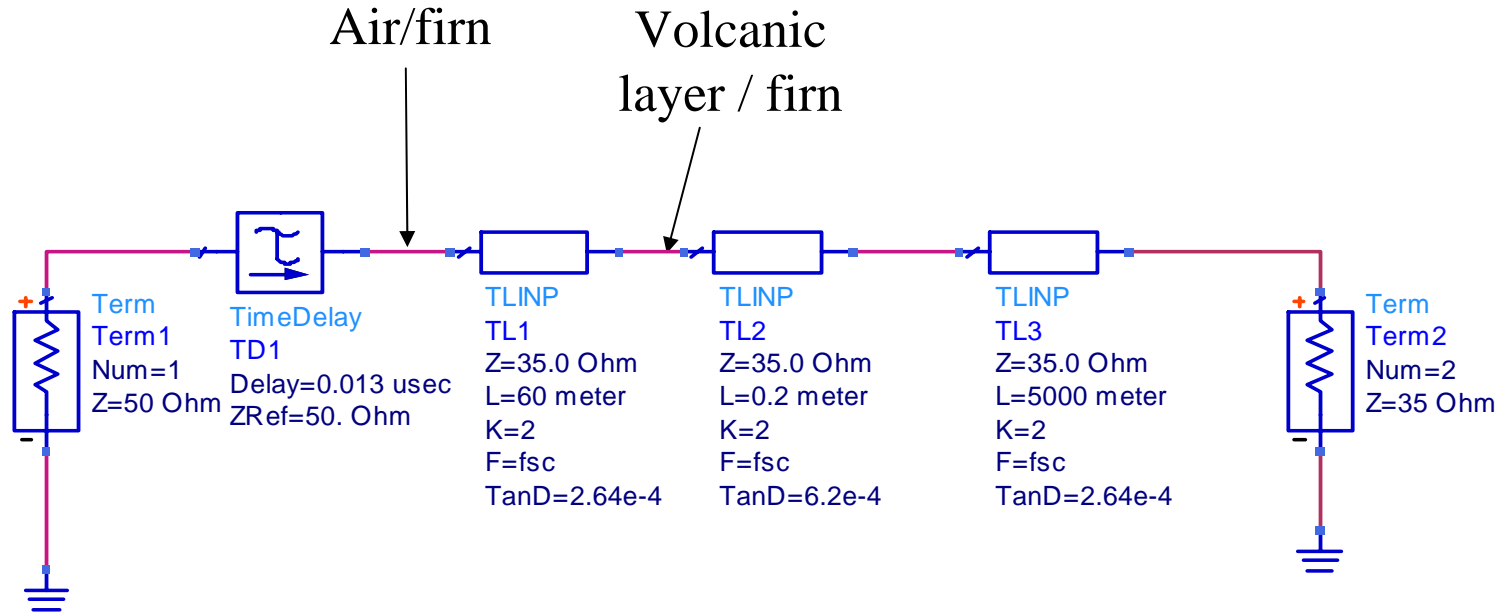 Air/firn
Volcanic
layer / firn
+
Term
Term1
Num=1
Z=50 Ohm
−
TimeDelay
TD1
Delay=0.013 usec
ZRef=50. Ohm
TLINP
TL1
Z=35.0 Ohm
L=60 meter
K=2
F=fsc
TanD=2.64e-4
TLINP
TL2
Z=35.0 Ohm
L=0.2 meter
K=2
F=fsc
TanD=6.2e-4
TLINP
TL3
Z=35.0 Ohm
L=5000 meter
K=2
F=fsc
TanD=2.64e-4
+
Term
Term2
Num=2
Z=35 Ohm
−